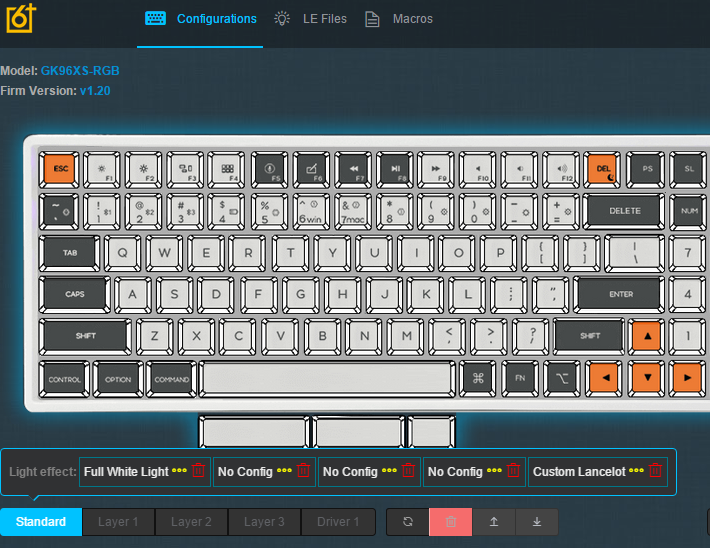 Configurations LE Files Macros
Model: GK96XS-RGB
Firm Version: v1.20
ESC F1 F2 F3 F4 F5 F6 F7 F8 F9 F10 F11 F12 DEL PS SL
~ ` ! 1 @ 2 # 3 $ 4 % 5 ^ 6 win & 7mac * 8 ( 9 ) 0 _ - + = DELETE NUM
TAB Q W E R T Y U I O P { [ } ] | \ 7
CAPS A S D F G H J K L : ; " ' ENTER 4
SHIFT Z X C V B N M < , > . ? / SHIFT ▲ 1
CONTROL OPTION COMMAND ⌘ FN ⌥ ◄ ▼ ►
Light effect: Full White Light No Config No Config No Config Custom Lancelot
Standard Layer 1 Layer 2 Layer 3 Driver 1